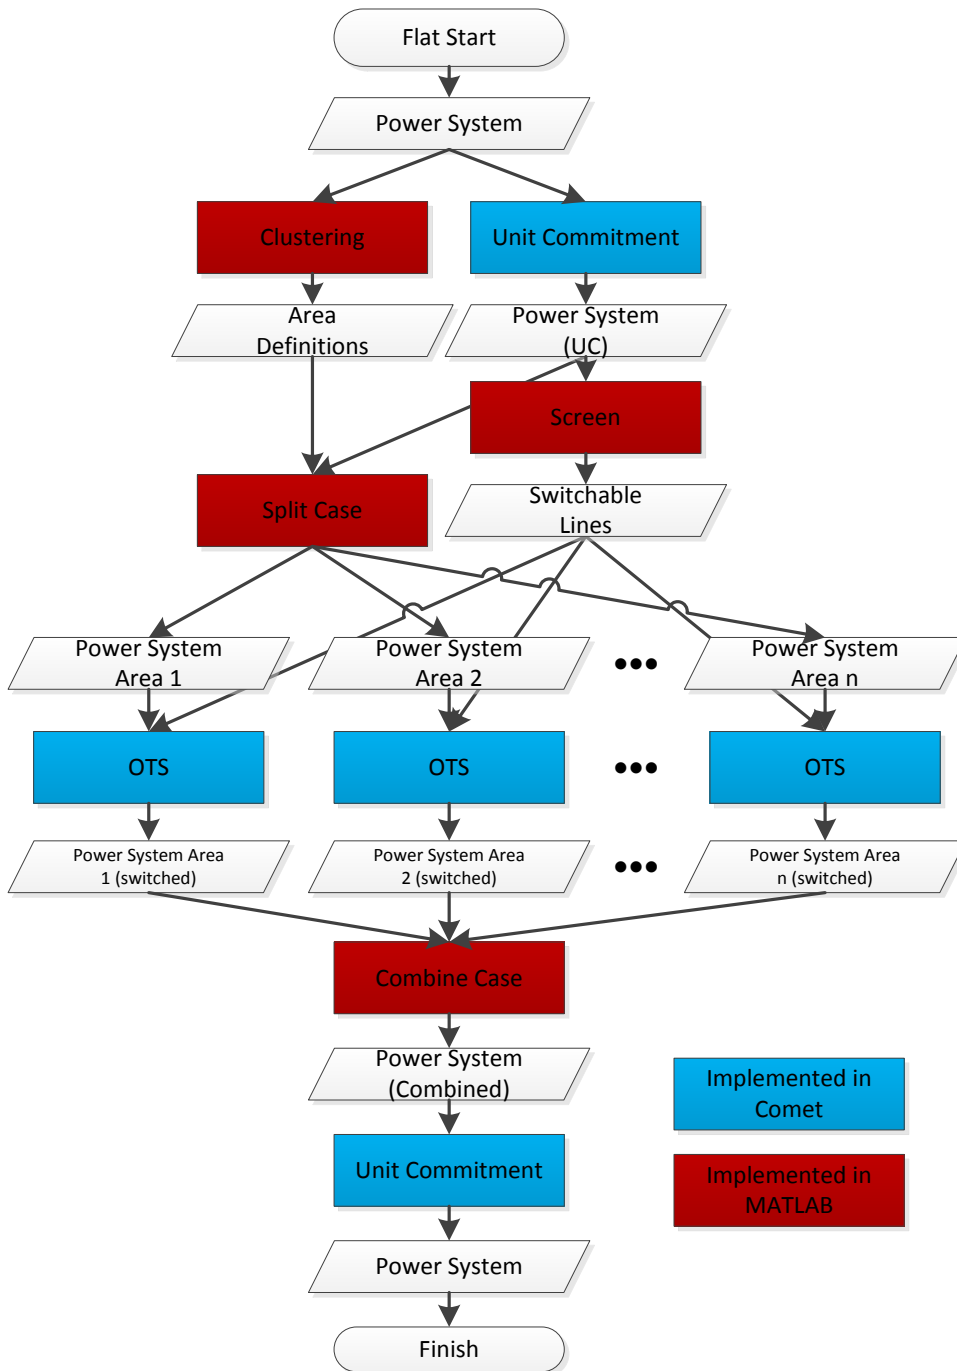 Flat Start
Power System
Clustering
Unit Commitment
Area
Definitions
Power System
(UC)
Screen
Split Case
Switchable
Lines
Power System
Area 1
Power System
Area 2
Power System
Area n
OTS
OTS
OTS
Power System Area
1 (switched)
Power System Area
2 (switched)
Power System Area
n (switched)
Combine Case
Power System
(Combined)
Implemented in
Comet
Unit Commitment
Implemented in
MATLAB
Power System
Finish